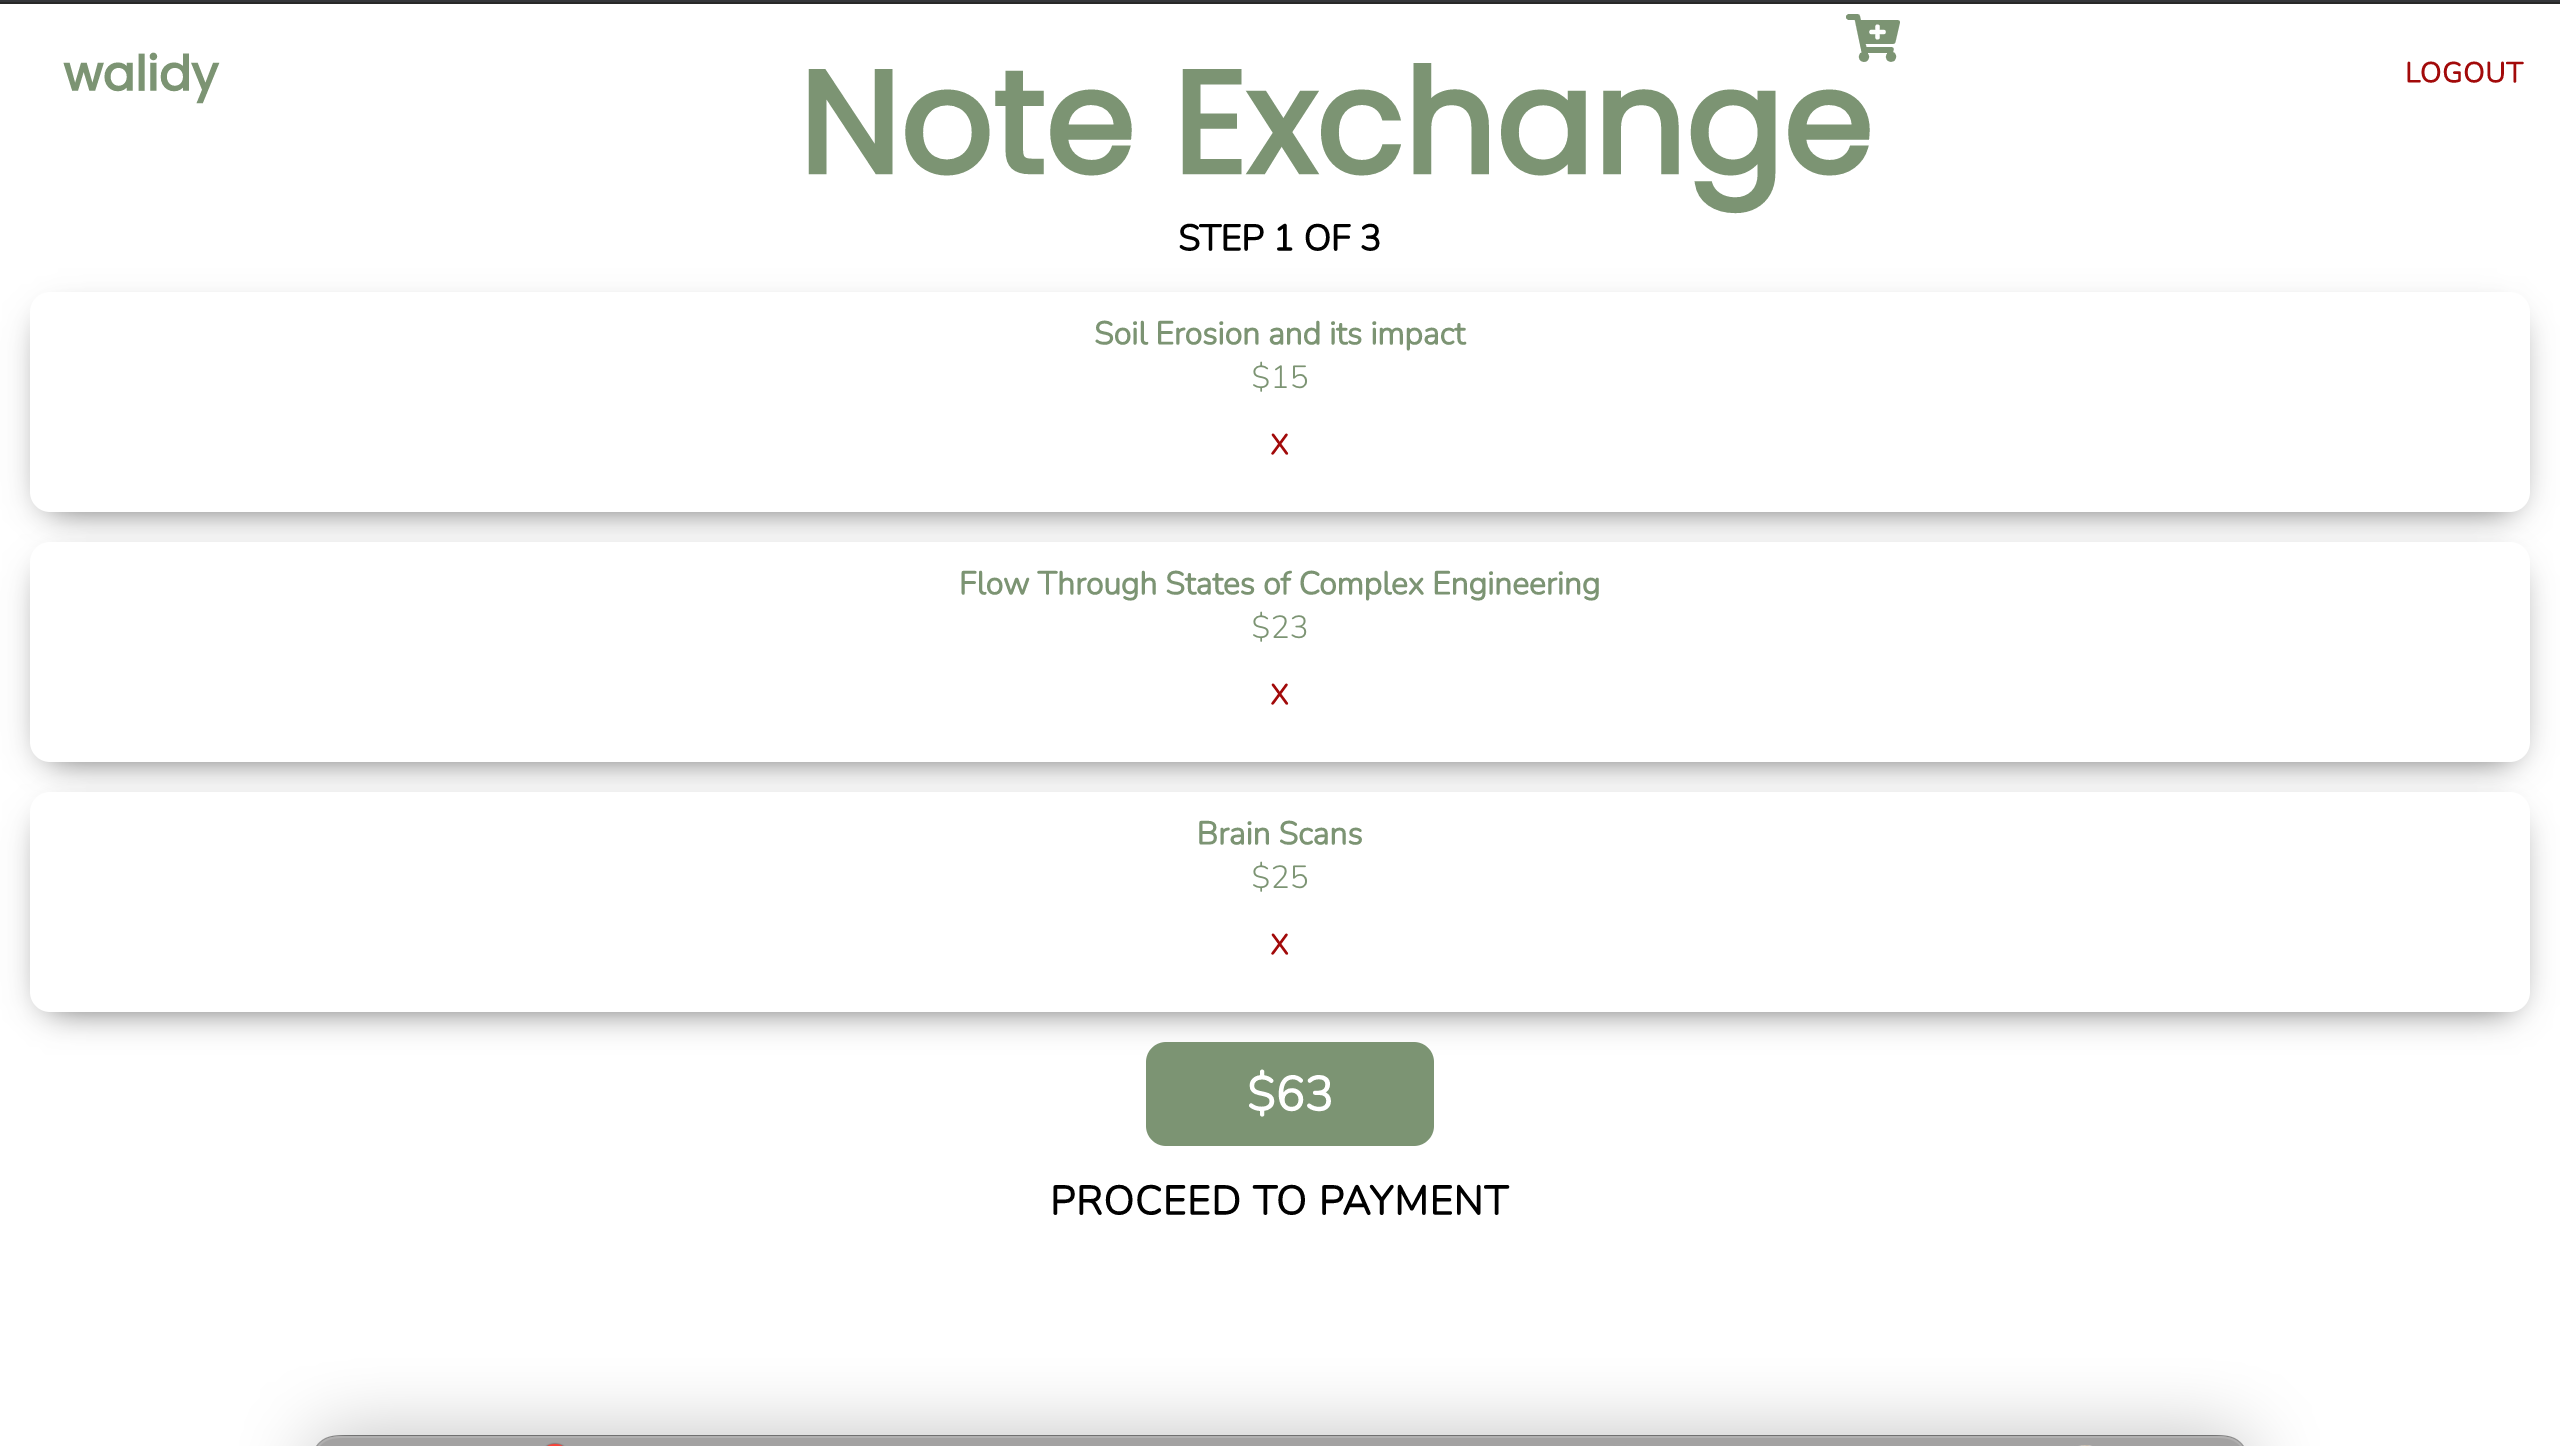 walidy
Note Exchange
LOGOUT
STEP 1 OF 3
Soil Erosion and its impact
$15
X
Flow Through States of Complex Engineering
$23
X
Brain Scans
$25
X
$63
PROCEED TO PAYMENT